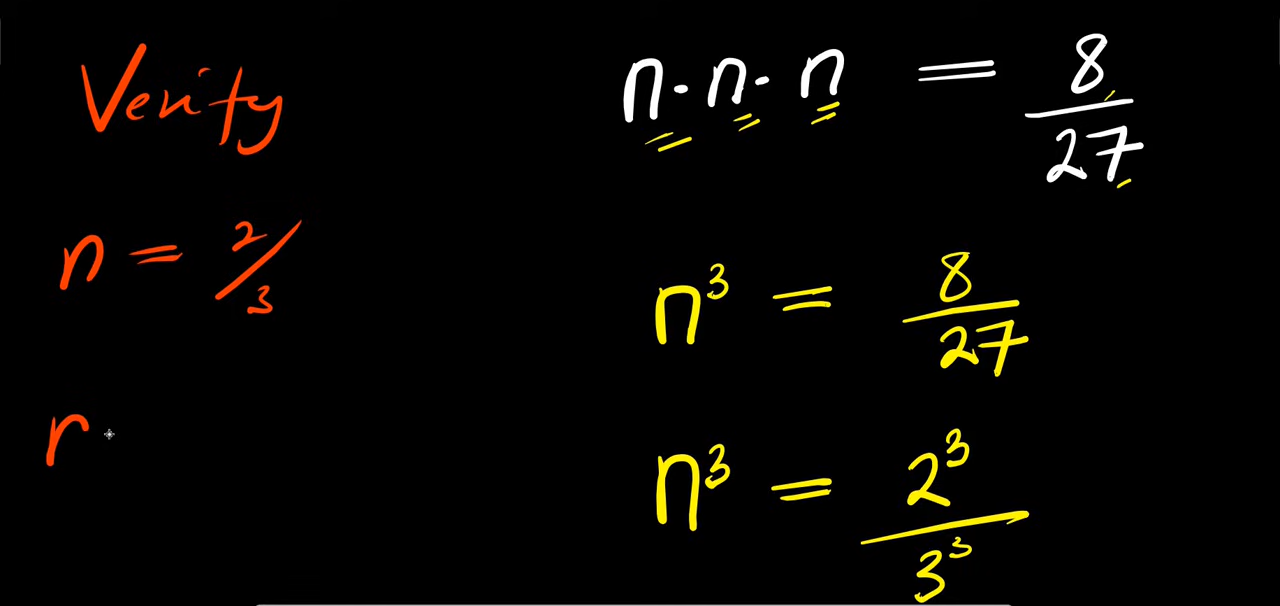 Verify
n = 2/3
r
n · n · n = 8/27
n³ = 8/27
n³ = 2³/3³